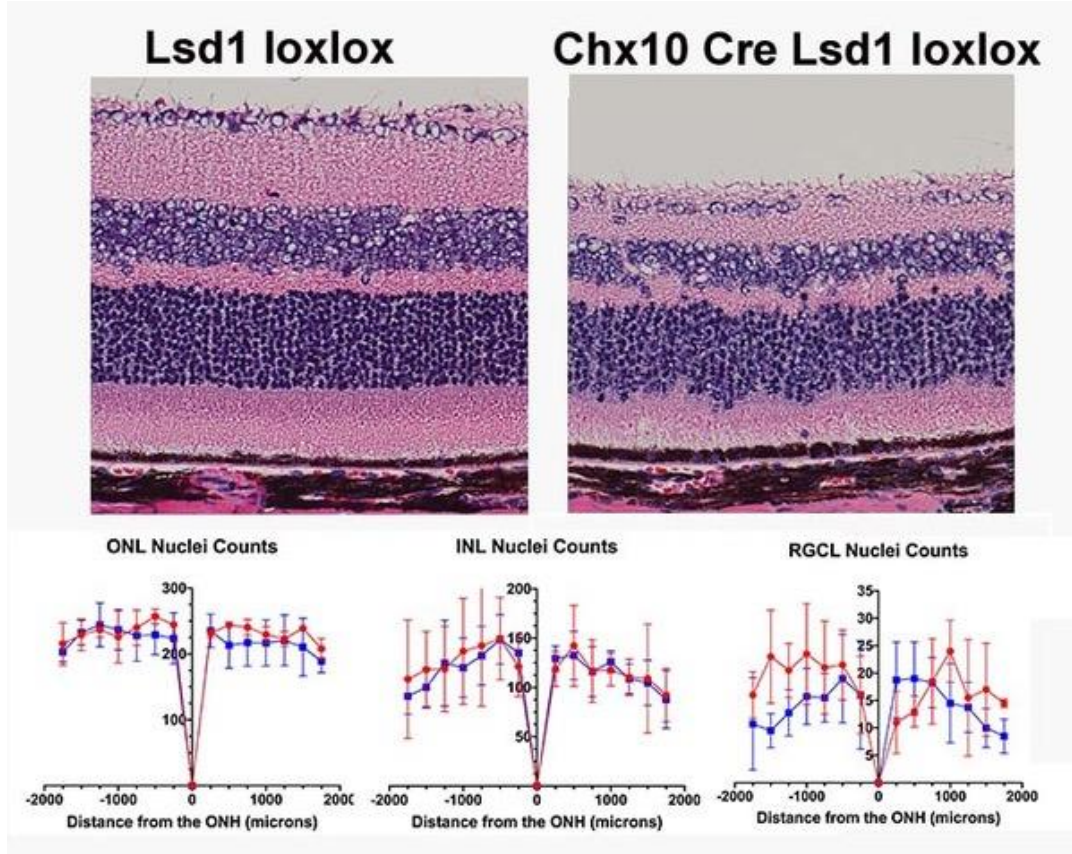 Lsd1 loxlox
Chx10 Cre Lsd1 loxlox
ONL Nuclei Counts
300
200
100
-2000 -1000 0 1000 2000
Distance from the ONH (microns)
INL Nuclei Counts
200
150
100
50
-2000 -1000 0 1000 2000
Distance from the ONH (microns)
RGCL Nuclei Counts
35
30
25
20
15
10
5
-2000 -1000 0 1000 2000
Distance from the ONH (microns)